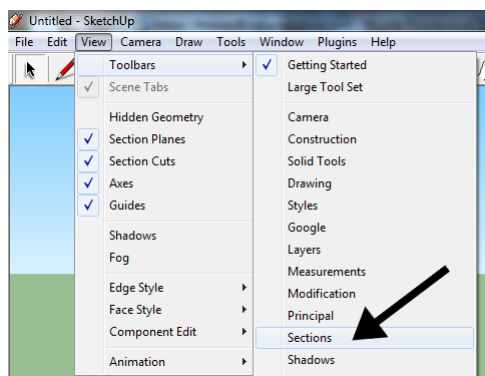 Untitled - SketchUp
File Edit View Camera Draw Tools Window Plugins Help
Toolbars
Scene Tabs
Hidden Geometry
Section Planes
Section Cuts
Axes
Guides
Shadows
Fog
Edge Style
Face Style
Component Edit
Animation
Getting Started
Large Tool Set
Camera
Construction
Solid Tools
Drawing
Styles
Google
Layers
Measurements
Modification
Principal
Sections
Shadows